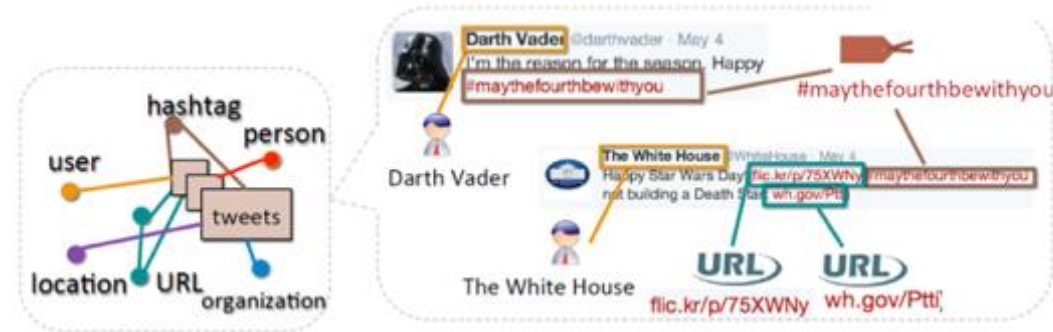 hashtag
person
user
tweets
location
URL
organization
Darth Vader @darthvader · May 4
I'm the reason for the season. Happy
#maythefourthbewithyou
#maythefourthbewithyou
Darth Vader
The White House @WhiteHouse · May 4
Happy Star Wars Day flic.kr/p/75XWNy #maythefourthbewithyou
not building a Death Star wh.gov/Ptti
The White House
URL
flic.kr/p/75XWNy
URL
wh.gov/Ptti